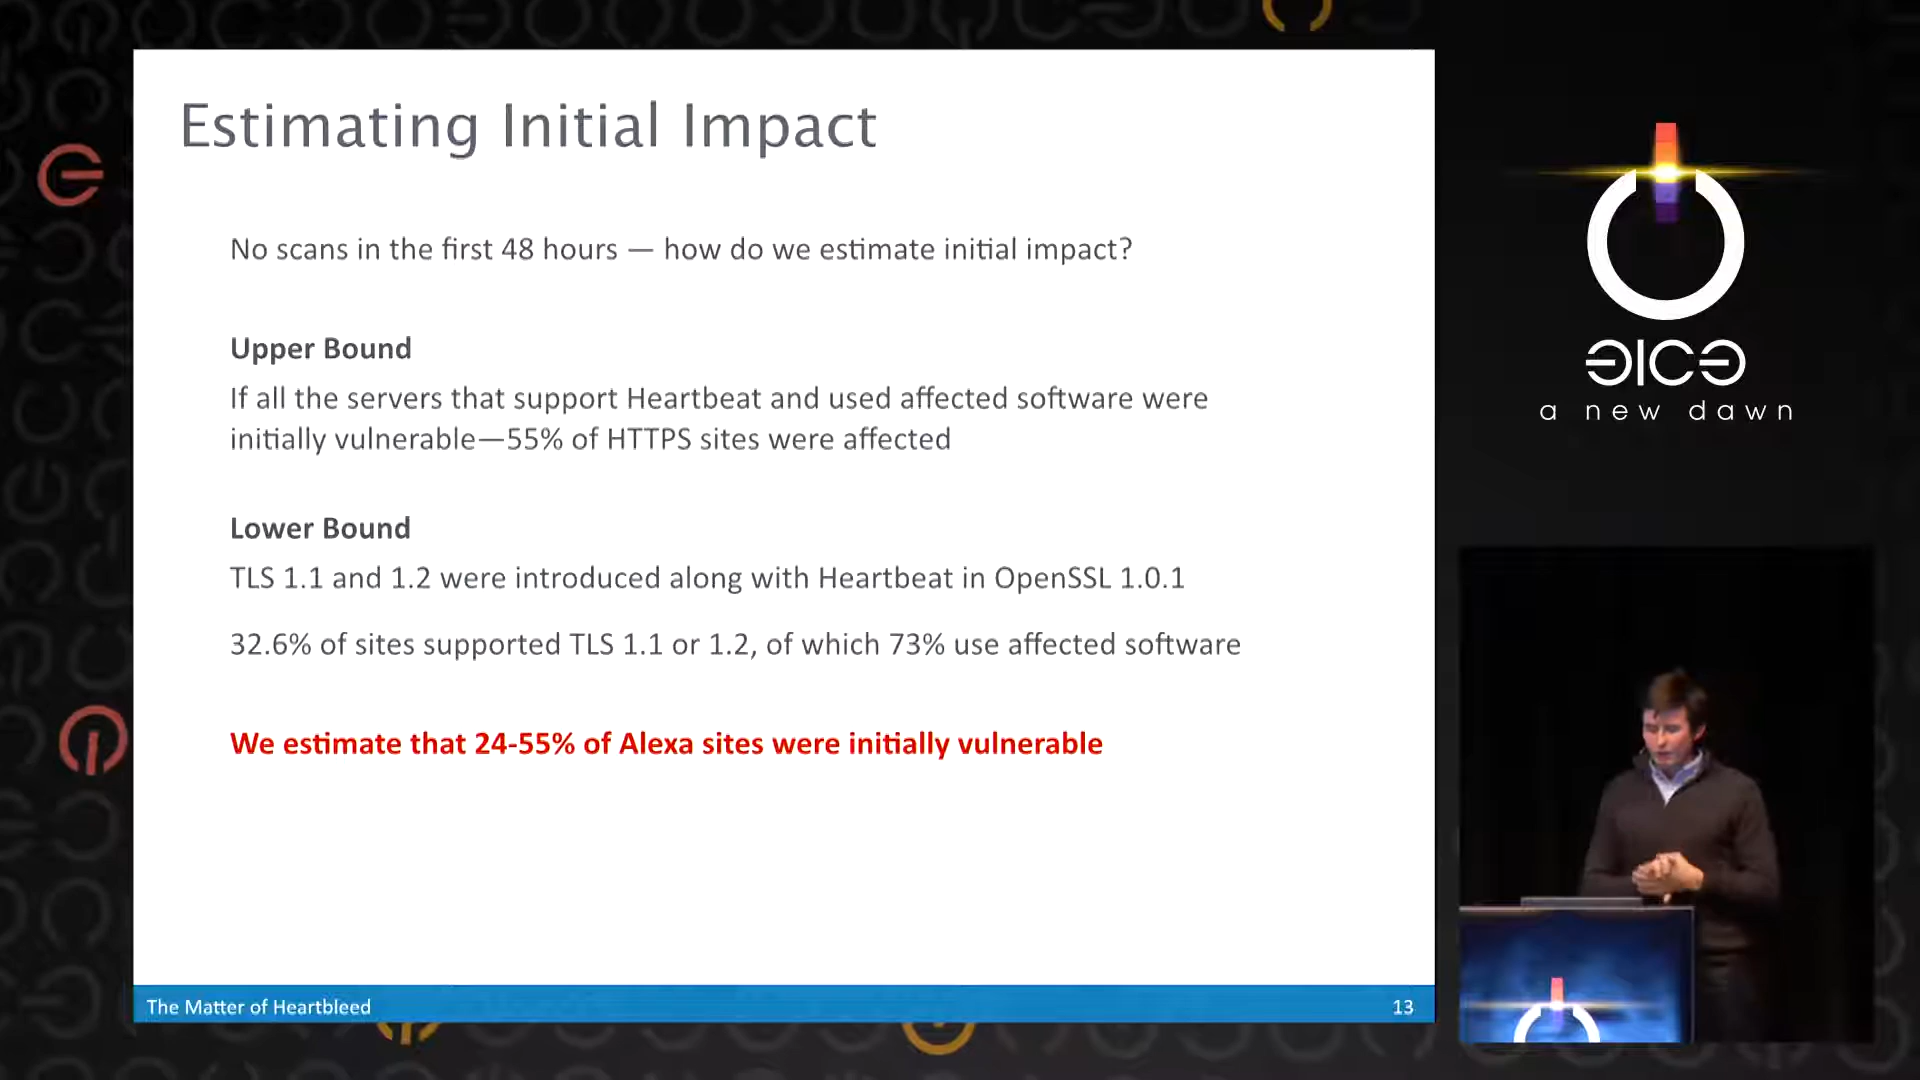 Estimating Initial Impact
No scans in the first 48 hours — how do we estimate initial impact?
Upper Bound
If all the servers that support Heartbeat and used affected software were
initially vulnerable—55% of HTTPS sites were affected
Lower Bound
TLS 1.1 and 1.2 were introduced along with Heartbeat in OpenSSL 1.0.1
32.6% of sites supported TLS 1.1 or 1.2, of which 73% use affected software
We estimate that 24-55% of Alexa sites were initially vulnerable
The Matter of Heartbleed
13
a new dawn